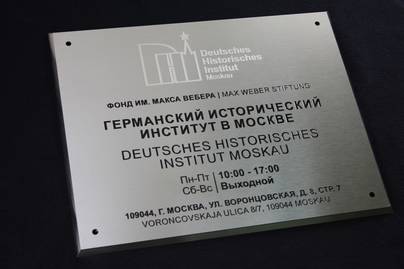 Deutsches
Historisches
Institut
Moskau
ФОНД ИМ. МАКСА ВЕБЕРА | MAX WEBER STIFTUNG
ГЕРМАНСКИЙ ИСТОРИЧЕСКИЙ
ИНСТИТУТ В МОСКВЕ
DEUTSCHES HISTORISCHES
INSTITUT MOSKAU
Пн-Пт | 10:00 - 17:00
Сб-Вс | Выходной
109044, Г. МОСКВА, УЛ. ВОРОНЦОВСКАЯ, Д. 8, СТР. 7
VORONCOVSKAJA ULICA 8/7, 109044 MOSKAU